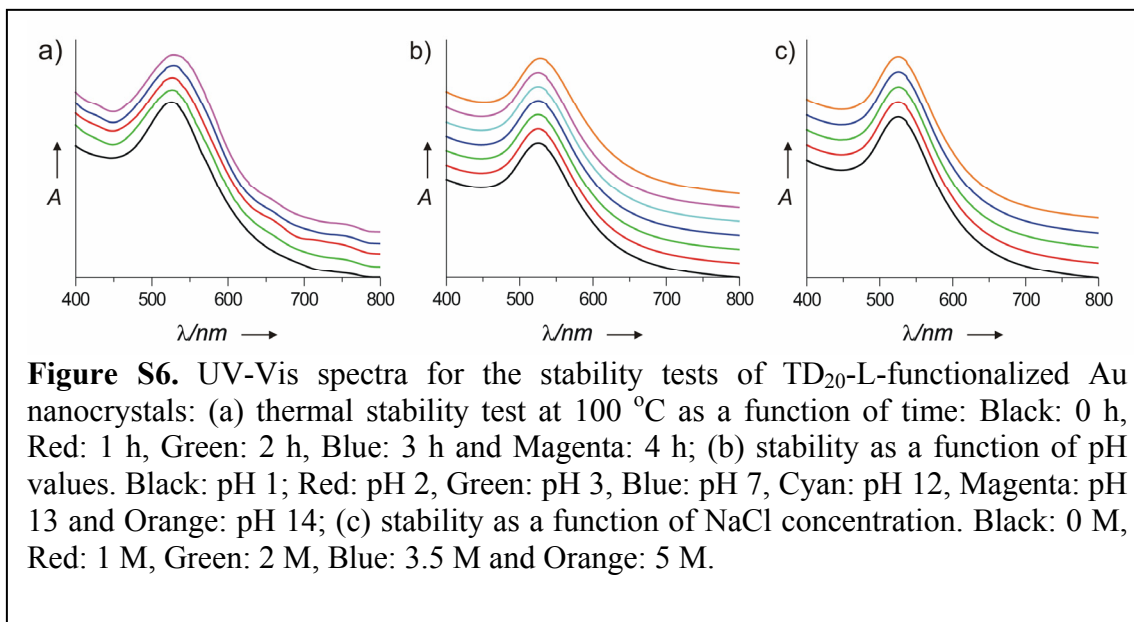 a) b) c)
A A A
400 500 600 700 800 400 500 600 700 800 400 500 600 700 800
λ/nm λ/nm λ/nm
Figure S6. UV-Vis spectra for the stability tests of TD20-L-functionalized Au
nanocrystals: (a) thermal stability test at 100 °C as a function of time: Black: 0 h,
Red: 1 h, Green: 2 h, Blue: 3 h and Magenta: 4 h; (b) stability as a function of pH
values. Black: pH 1; Red: pH 2, Green: pH 3, Blue: pH 7, Cyan: pH 12, Magenta: pH
13 and Orange: pH 14; (c) stability as a function of NaCl concentration. Black: 0 M,
Red: 1 M, Green: 2 M, Blue: 3.5 M and Orange: 5 M.